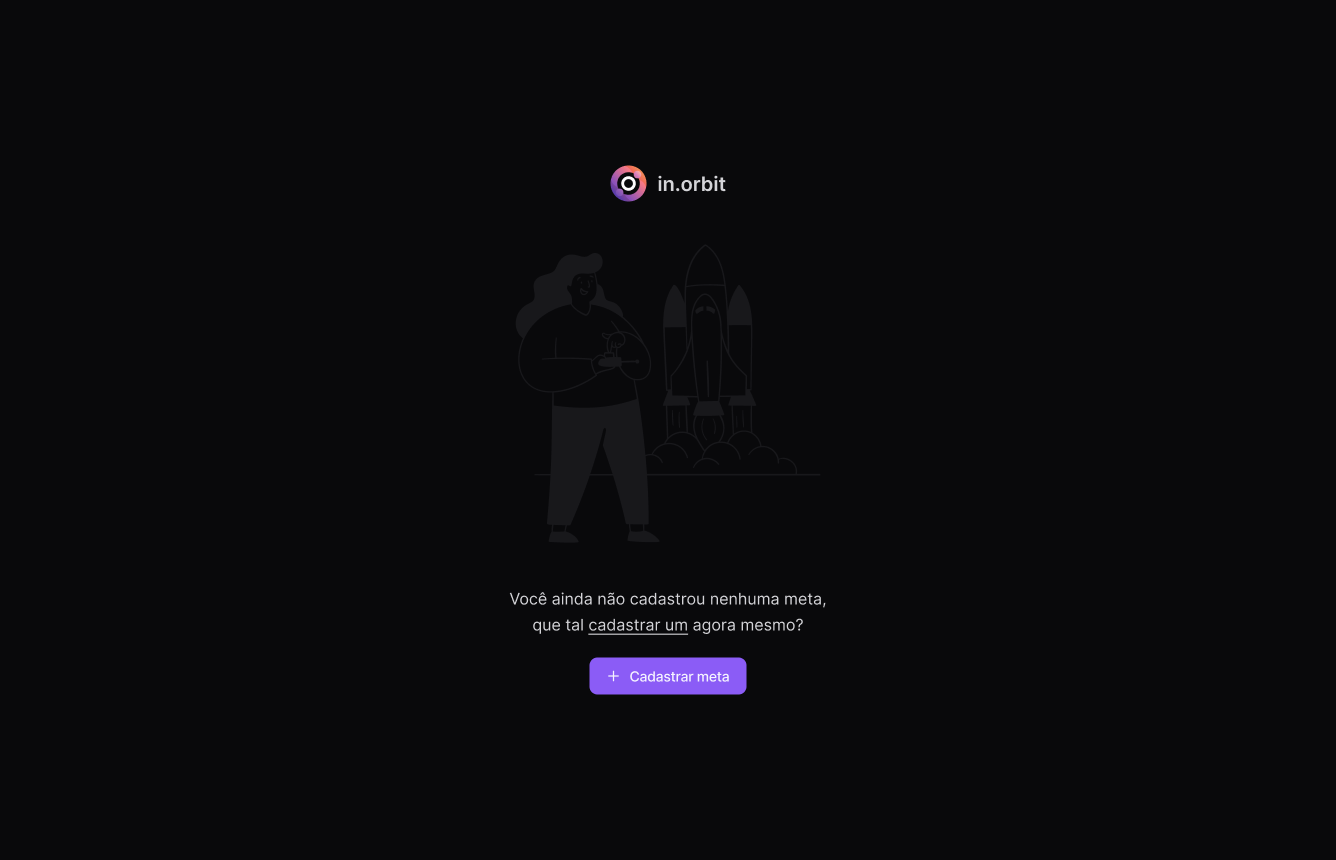 in.orbit
Você ainda não cadastrou nenhuma meta,
que tal cadastrar um agora mesmo?
Cadastrar meta